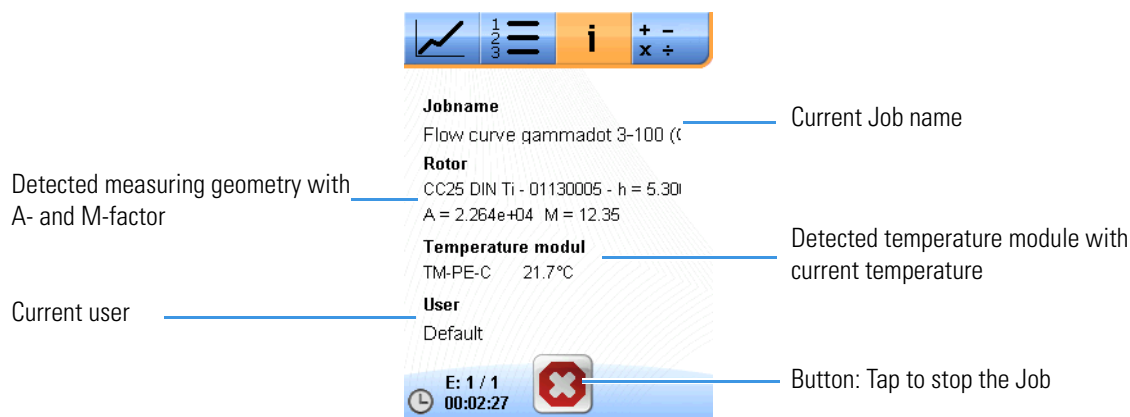 1
2
3
i
+ −
x ÷
Jobname
Flow curve gammadot 3-100 (
Current Job name
Rotor
Detected measuring geometry with
A- and M-factor
CC25 DIN Ti - 01130005 - h = 5.30
A = 2.264e+04 M = 12.35
Temperature modul
TM-PE-C 21.7°C
Detected temperature module with
current temperature
User
Current user
Default
E: 1 / 1
00:02:27
Button: Tap to stop the Job